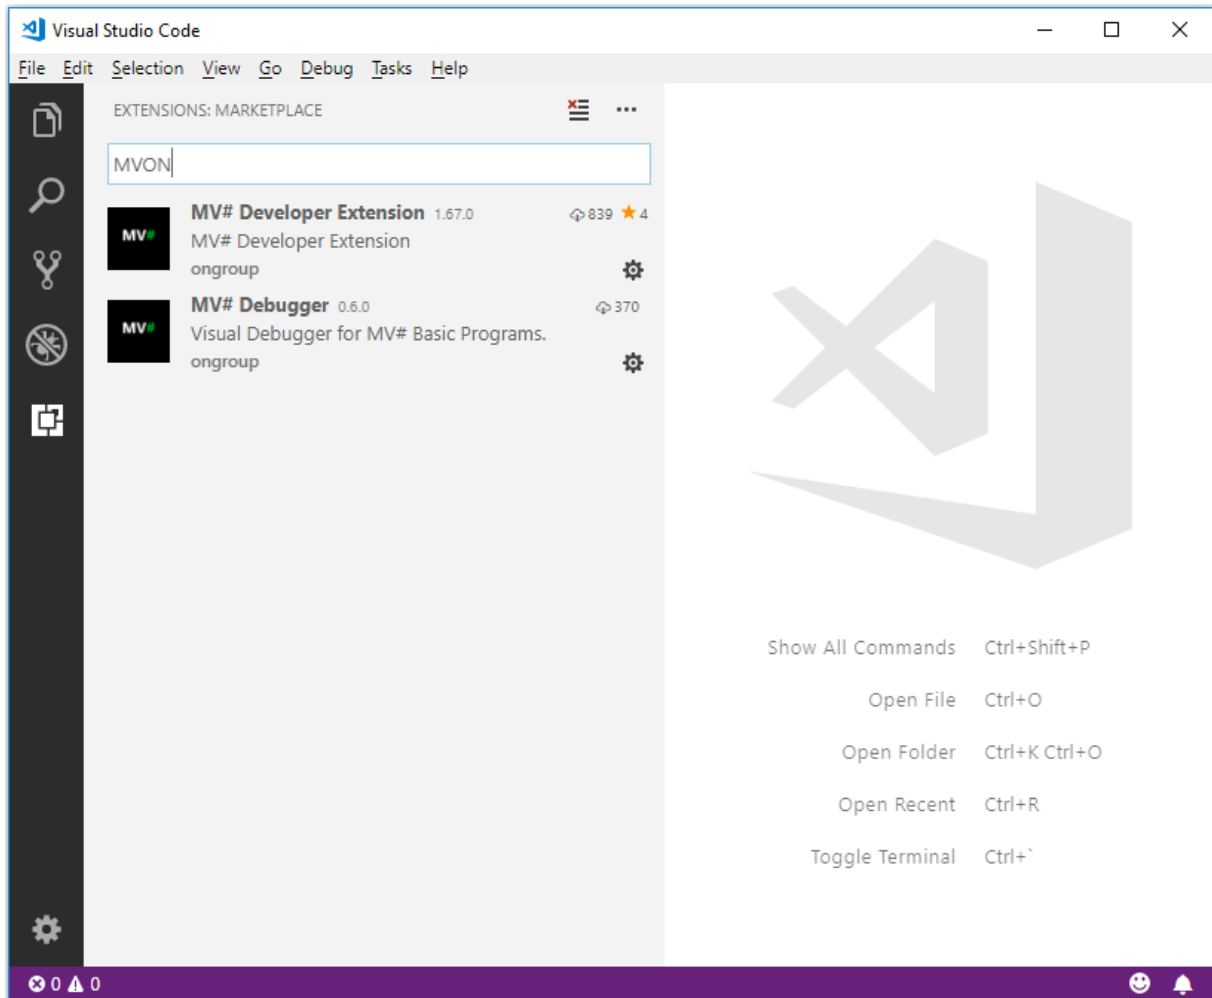 Visual Studio Code
File Edit Selection View Go Debug Tasks Help
EXTENSIONS: MARKETPLACE
MVON
MV# Developer Extension 1.67.0 839 4
MV#
MV# Developer Extension
ongroup
MV# Debugger 0.6.0 370
MV#
Visual Debugger for MV# Basic Programs.
ongroup
Show All Commands Ctrl+Shift+P
Open File Ctrl+O
Open Folder Ctrl+K Ctrl+O
Open Recent Ctrl+R
Toggle Terminal Ctrl+`
0 0